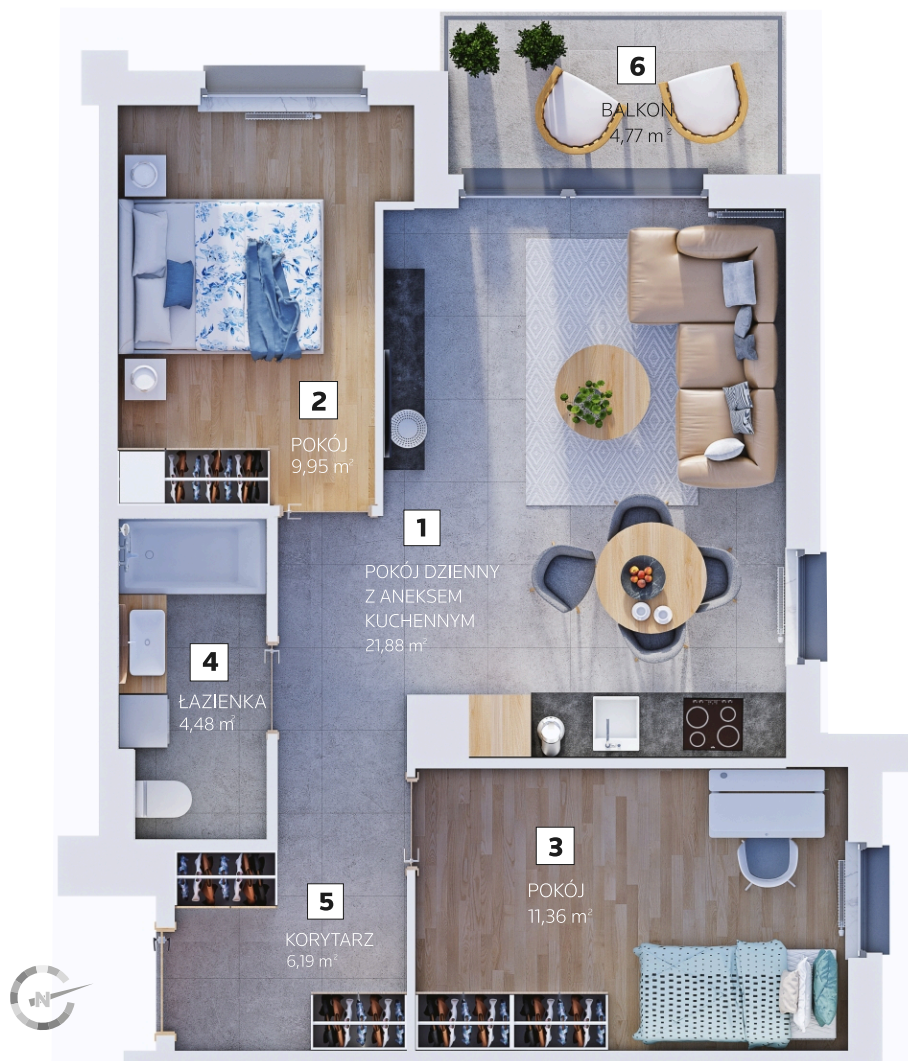 6
BALKON
4,77 m²
2
POKÓJ
9,95 m²
1
POKÓJ DZIENNY
Z ANEKSEM
KUCHENNYM
21,88 m²
4
ŁAZIENKA
4,48 m²
3
POKÓJ
11,36 m²
5
KORYTARZ
6,19 m²
N